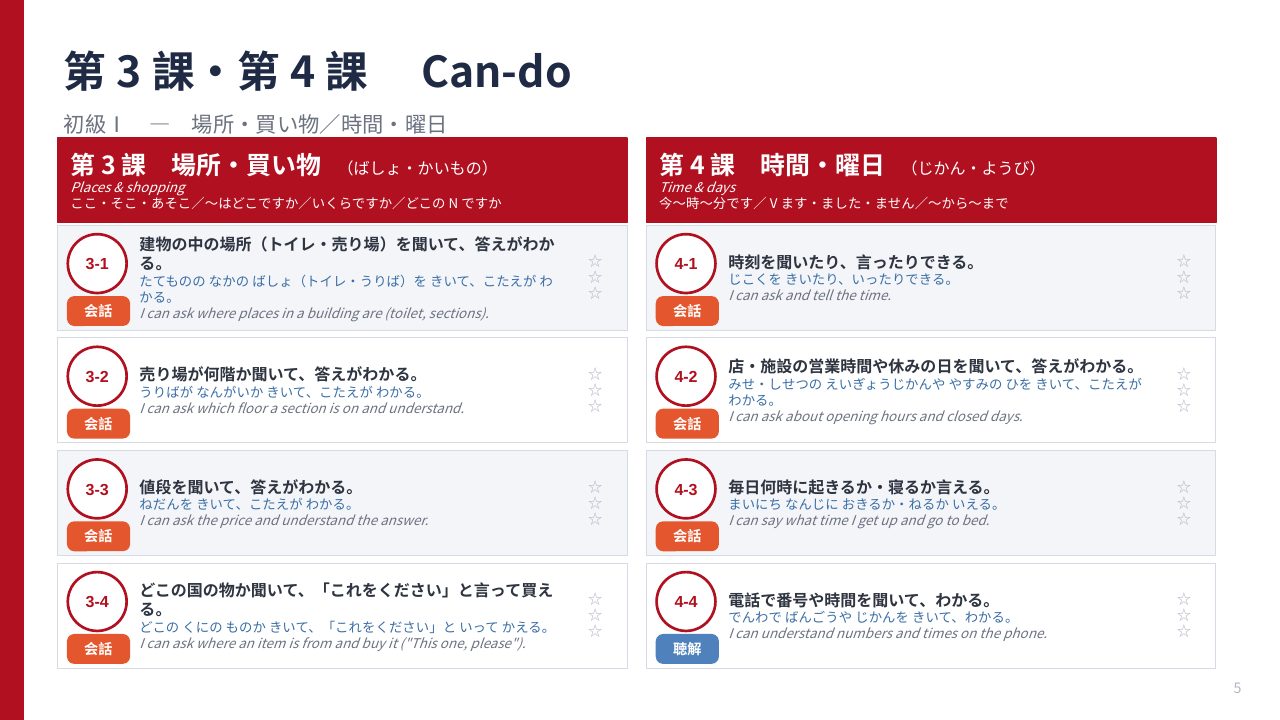 第3課・第4課　Can-do
初級Ⅰ　―　場所・買い物／時間・曜日
第3課　場所・買い物　（ばしょ・かいもの）
Places & shopping
ここ・そこ・あそこ／〜はどこですか／いくらですか／どこの N ですか
3-1
会話
建物の中の場所（トイレ・売り場）を聞いて、答えがわか
る。
たてものの なかの ばしょ（トイレ・うりば）を きいて、こたえが わ
かる。
I can ask where places in a building are (toilet, sections).
☆
☆
☆
3-2
会話
売り場が何階か聞いて、答えがわかる。
うりばが なんがいか きいて、こたえが わかる。
I can ask which floor a section is on and understand.
☆
☆
☆
3-3
会話
値段を聞いて、答えがわかる。
ねだんを きいて、こたえが わかる。
I can ask the price and understand the answer.
☆
☆
☆
3-4
会話
どこの国の物か聞いて、「これをください」と言って買え
る。
どこの くにの ものか きいて、「これをください」と いって かえる。
I can ask where an item is from and buy it ("This one, please").
☆
☆
☆
第4課　時間・曜日　（じかん・ようび）
Time & days
今〜時〜分です／V ます・ました・ません／〜から〜まで
4-1
会話
時刻を聞いたり、言ったりできる。
じこくを きいたり、いったりできる。
I can ask and tell the time.
☆
☆
☆
4-2
会話
店・施設の営業時間や休みの日を聞いて、答えがわかる。
みせ・しせつの えいぎょうじかんや やすみの ひを きいて、こたえが
わかる。
I can ask about opening hours and closed days.
☆
☆
☆
4-3
会話
毎日何時に起きるか・寝るか言える。
まいにち なんじに おきるか・ねるか いえる。
I can say what time I get up and go to bed.
☆
☆
☆
4-4
聴解
電話で番号や時間を聞いて、わかる。
でんわで ばんごうや じかんを きいて、わかる。
I can understand numbers and times on the phone.
☆
☆
☆
5